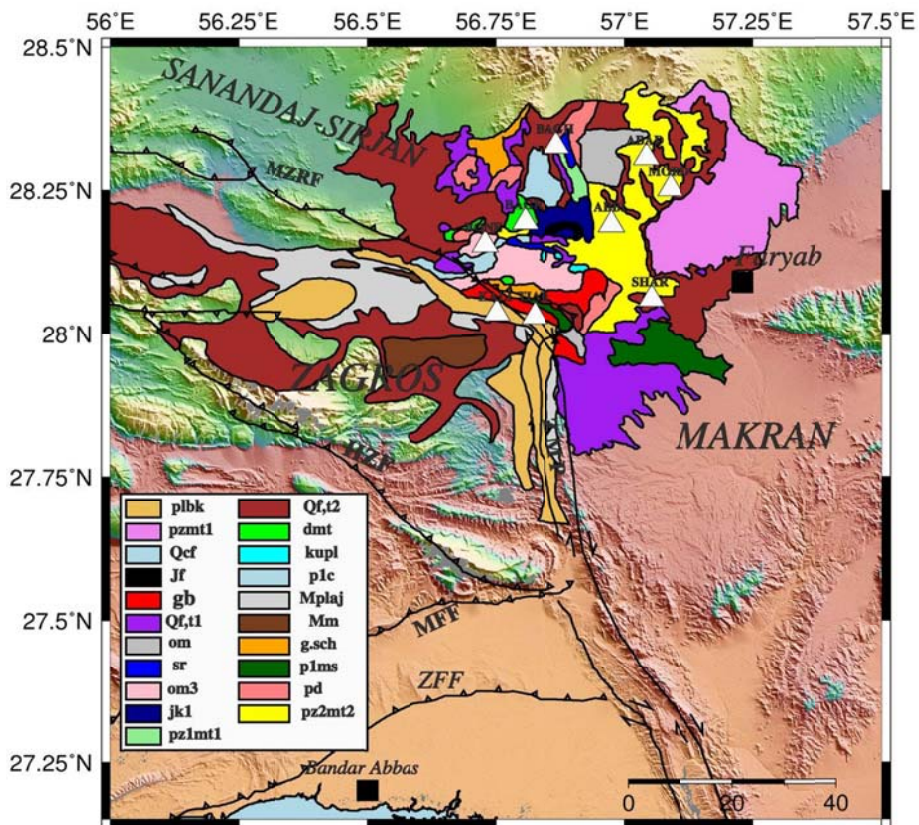 56˚E 56.25˚E 56.5˚E 56.75˚E 57˚E 57.25˚E 57.5˚E
28.5˚N
28.25˚N
28˚N
27.75˚N
27.5˚N
27.25˚N
SANANDAJ-SIRJAN
MZRF
BAGH
ABAD
SHAR
Faryab
ZAGROS
HZF
MAKRAN
plbk Qf,t2
pzmt1 dmt
Qcf kupl
Jf p1c
gb Mplaj
Qf,t1 Mm
om g.sch
sr p1ms
om3 pd
jk1 pz2mt2
pz1mt1
MFF
ZFF
Bandar Abbas
0 20 40